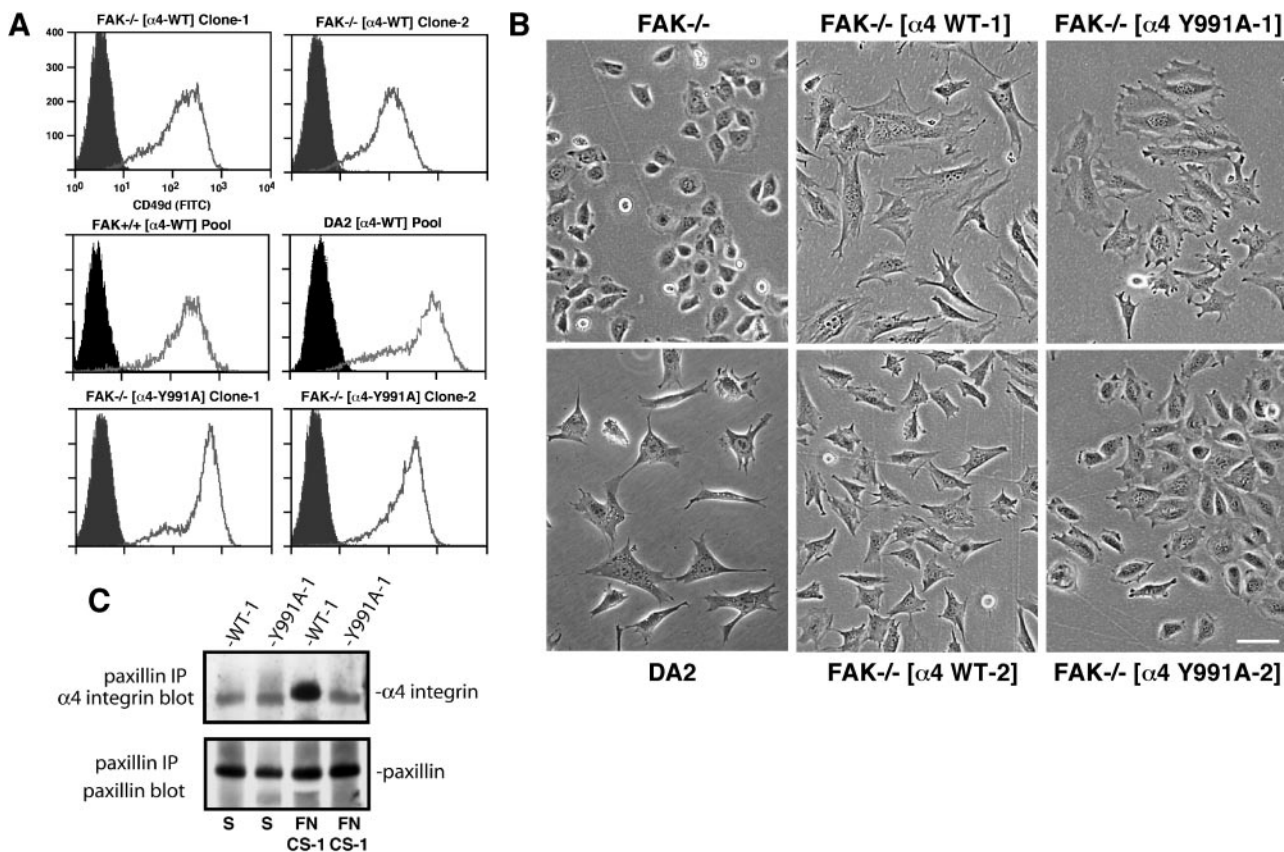 A
FAK-/- [α4-WT] Clone-1
FAK-/- [α4-WT] Clone-2
400
300
200
100
10⁰ 10¹ 10² 10³ 10⁴
CD49d (FITC)
FAK+/+ [α4-WT] Pool
DA2 [α4-WT] Pool
FAK-/- [α4-Y991A] Clone-1
FAK-/- [α4-Y991A] Clone-2
B
FAK-/-
FAK-/- [α4 WT-1]
FAK-/- [α4 Y991A-1]
DA2
FAK-/- [α4 WT-2]
FAK-/- [α4 Y991A-2]
C
-WT-1
-Y991A-1
-WT-1
-Y991A-1
paxillin IP
α4 integrin blot
-α4 integrin
paxillin IP
paxillin blot
-paxillin
S S FN FN
CS-1 CS-1